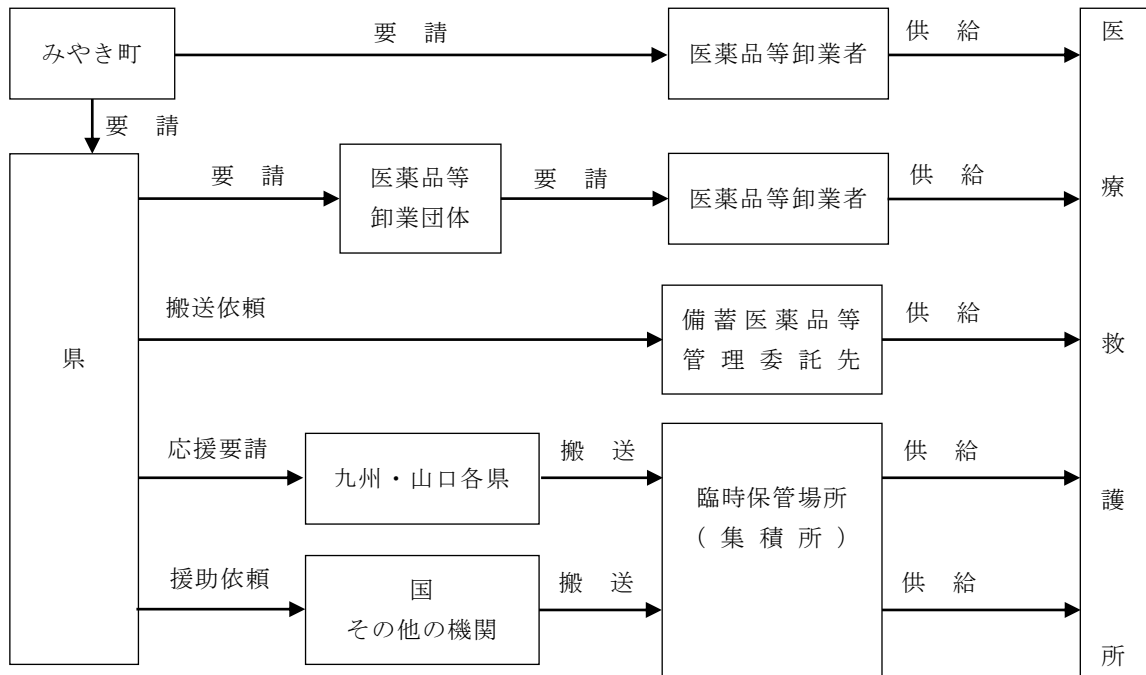 みやき町
要 請
医薬品等卸業者
供 給
要 請
県
要 請
医薬品等
卸業団体
要 請
医薬品等卸業者
供 給
搬送依頼
備蓄医薬品等
管理委託先
供 給
応援要請
九州・山口各県
搬 送
臨時保管場所
(集積所)
供 給
援助依頼
国
その他の機関
搬 送
供 給
医療救護所